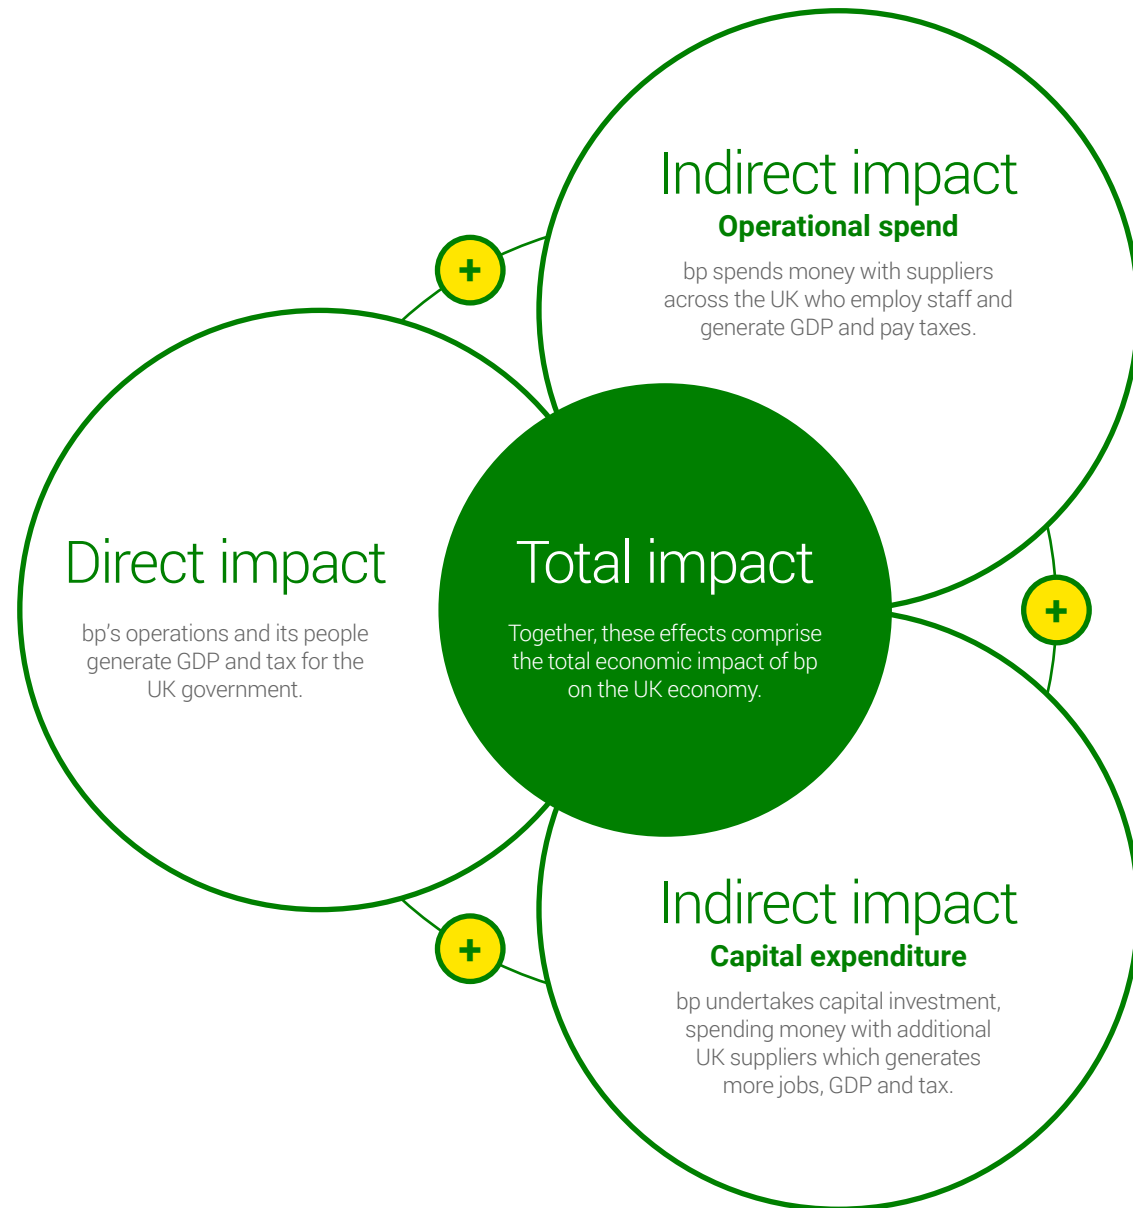 Indirect impact
Operational spend
bp spends money with suppliers
across the UK who employ staff and
generate GDP and pay taxes.
+
Direct impact
bp's operations and its people
generate GDP and tax for the
UK government.
Total impact
Together, these effects comprise
the total economic impact of bp
on the UK economy.
+
+
Indirect impact
Capital expenditure
bp undertakes capital investment,
spending money with additional
UK suppliers which generates
more jobs, GDP and tax.